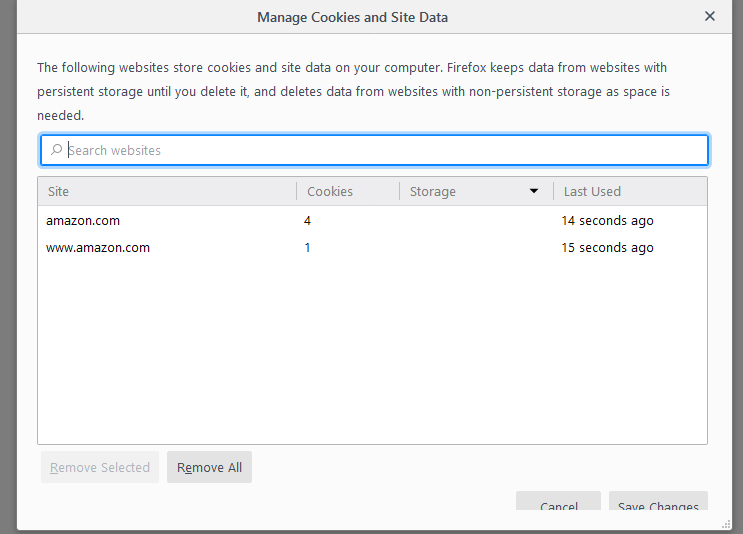 Manage Cookies and Site Data
The following websites store cookies and site data on your computer. Firefox keeps data from websites with
persistent storage until you delete it, and deletes data from websites with non-persistent storage as space is
needed.
Search websites
Site Cookies Storage Last Used
amazon.com 4 14 seconds ago
www.amazon.com 1 15 seconds ago
Remove Selected Remove All
Cancel Save Changes